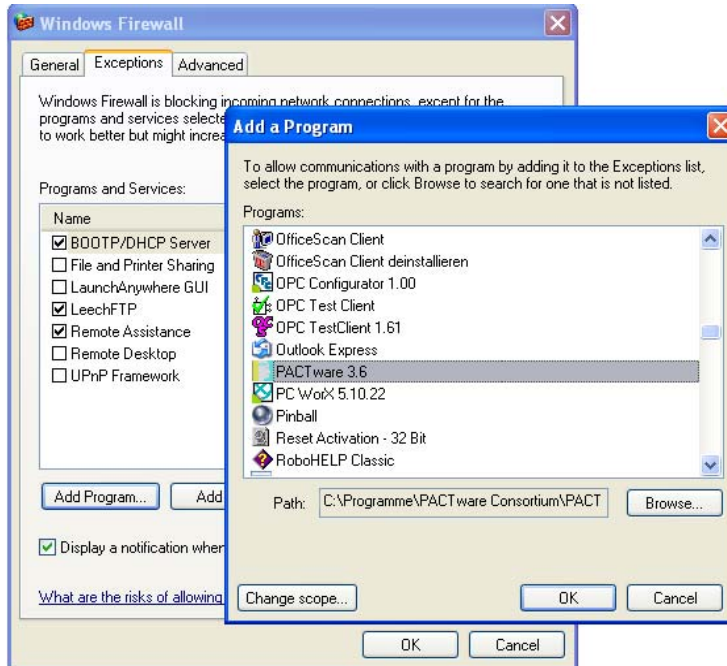 Windows Firewall
General Exceptions Advanced
Windows Firewall is blocking incoming network connections, except for the
programs and services selecte
to work better but might increa
Programs and Services:
Name
BOOTP/DHCP Server
File and Printer Sharing
LaunchAnywhere GUI
LeechFTP
Remote Assistance
Remote Desktop
UPnP Framework
Add Program...
Add
Display a notification when
What are the risks of allowing
OK Cancel
Add a Program
To allow communications with a program by adding it to the Exceptions list,
select the program, or click Browse to search for one that is not listed.
Programs:
OfficeScan Client
OfficeScan Client deinstallieren
OPC Configurator 1.00
OPC Test Client
OPC TestClient 1.61
Outlook Express
PACTware 3.6
PC WorX 5.10.22
Pinball
Reset Activation - 32 Bit
RoboHELP Classic
Path: C:\Programme\PACTware Consortium\PACT Browse...
Change scope... OK Cancel